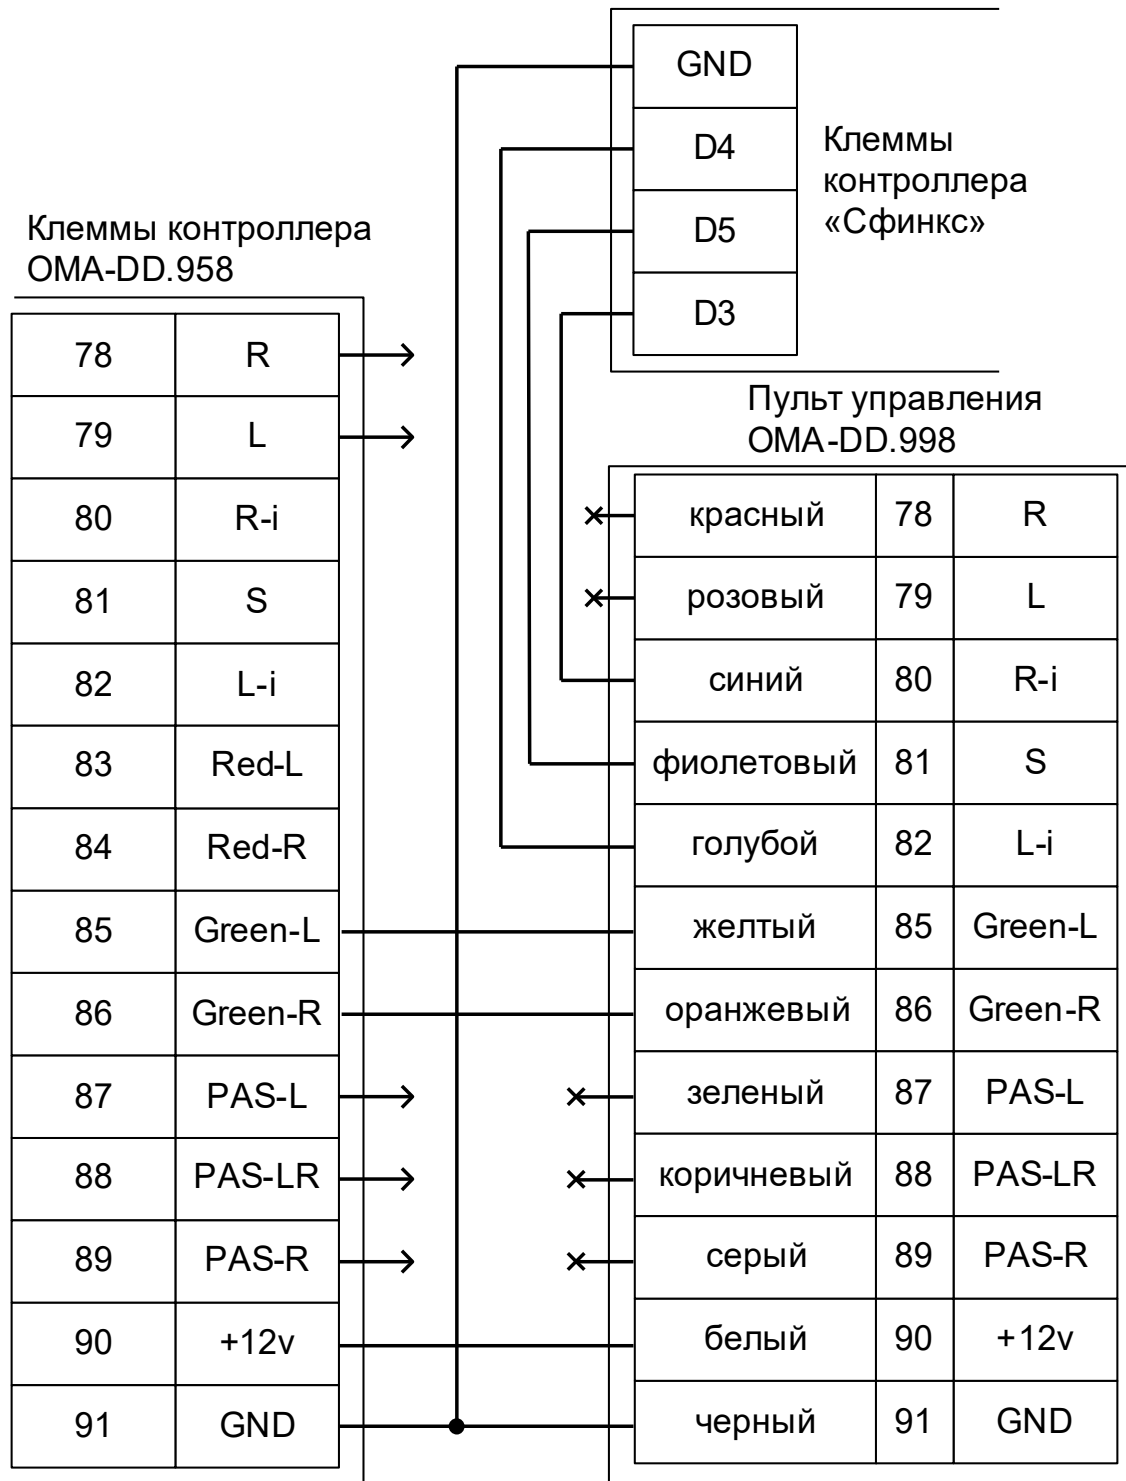 GND
D4
D5
D3
Клеммы
контроллера
«Сфинкс»
Клеммы контроллера
OMA-DD.958
78 R
79 L
80 R-i
81 S
82 L-i
83 Red-L
84 Red-R
85 Green-L
86 Green-R
87 PAS-L
88 PAS-LR
89 PAS-R
90 +12v
91 GND
Пульт управления
OMA-DD.998
красный 78 R
розовый 79 L
синий 80 R-i
фиолетовый 81 S
голубой 82 L-i
желтый 85 Green-L
оранжевый 86 Green-R
зеленый 87 PAS-L
коричневый 88 PAS-LR
серый 89 PAS-R
белый 90 +12v
черный 91 GND